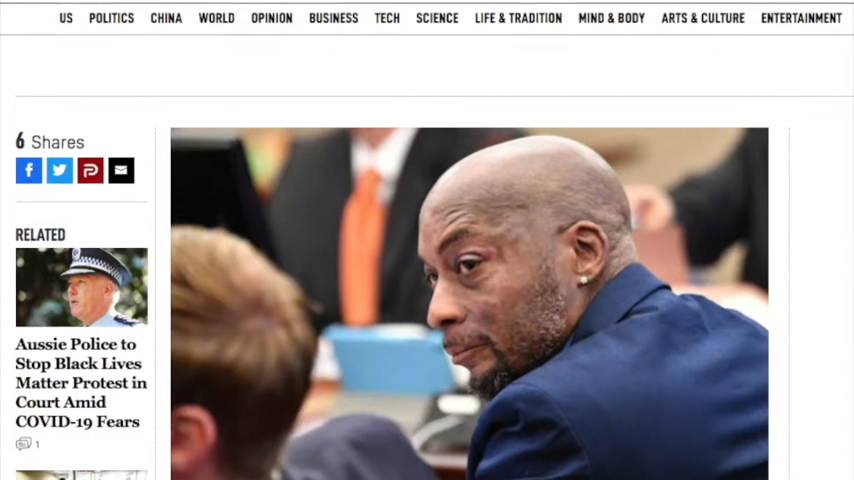 US POLITICS CHINA WORLD OPINION BUSINESS TECH SCIENCE LIFE & TRADITION MIND & BODY ARTS & CULTURE ENTERTAINMENT
6 Shares
RELATED
Aussie Police to
Stop Black Lives
Matter Protest in
Court Amid
COVID-19 Fears
1